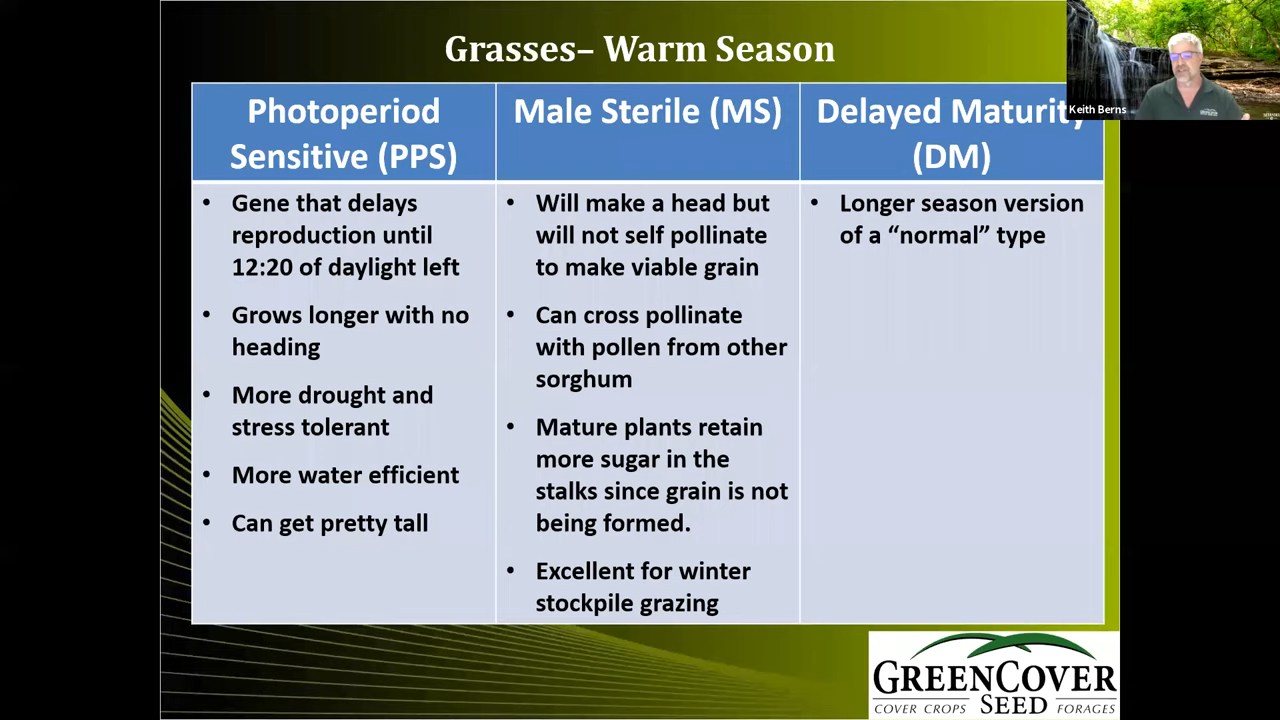 Grasses– Warm Season
Keith Berns
Photoperiod
Sensitive (PPS)
Male Sterile (MS)
Delayed Maturity
(DM)
• Gene that delays
reproduction until
12:20 of daylight left
• Grows longer with no
heading
• More drought and
stress tolerant
• More water efficient
• Can get pretty tall
• Will make a head but
will not self pollinate
to make viable grain
• Can cross pollinate
with pollen from other
sorghum
• Mature plants retain
more sugar in the
stalks since grain is not
being formed.
• Excellent for winter
stockpile grazing
• Longer season version
of a “normal” type
GREENCOVER
COVER CROPS SEED FORAGES